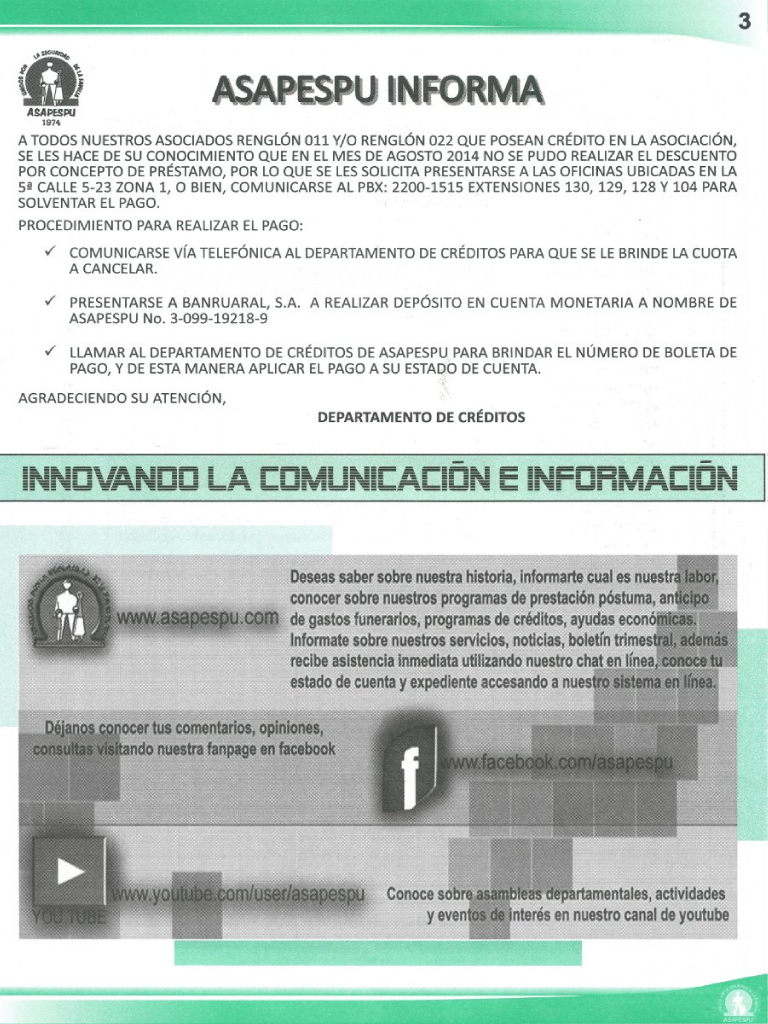 3
UNIDOS POR LA SEGURIDAD DE LA FAMILIA
ASAPESPU
1974
ASAPESPU INFORMA
A TODOS NUESTROS ASOCIADOS RENGLÓN 011 Y/O RENGLÓN 022 QUE POSEAN CRÉDITO EN LA ASOCIACIÓN,
SE LES HACE DE SU CONOCIMIENTO QUE EN EL MES DE AGOSTO 2014 NO SE PUDO REALIZAR EL DESCUENTO
POR CONCEPTO DE PRÉSTAMO, POR LO QUE SE LES SOLICITA PRESENTARSE A LAS OFICINAS UBICADAS EN LA
5ª CALLE 5-23 ZONA 1, O BIEN, COMUNICARSE AL PBX: 2200-1515 EXTENSIONES 130, 129, 128 Y 104 PARA
SOLVENTAR EL PAGO.
PROCEDIMIENTO PARA REALIZAR EL PAGO:
✓ COMUNICARSE VÍA TELEFÓNICA AL DEPARTAMENTO DE CRÉDITOS PARA QUE SE LE BRINDE LA CUOTA
A CANCELAR.
✓ PRESENTARSE A BANRUARAL, S.A. A REALIZAR DEPÓSITO EN CUENTA MONETARIA A NOMBRE DE
ASAPESPU No. 3-099-19218-9
✓ LLAMAR AL DEPARTAMENTO DE CRÉDITOS DE ASAPESPU PARA BRINDAR EL NÚMERO DE BOLETA DE
PAGO, Y DE ESTA MANERA APLICAR EL PAGO A SU ESTADO DE CUENTA.
AGRADECIENDO SU ATENCIÓN,
DEPARTAMENTO DE CRÉDITOS
INNOVANDO LA COMUNICACIÓN E INFORMACIÓN
www.asapespu.com
Deseas saber sobre nuestra historia, informarte cual es nuestra labor,
conocer sobre nuestros programas de prestación póstuma, anticipo
de gastos funerarios, programas de créditos, ayudas económicas.
Informate sobre nuestros servicios, noticias, boletín trimestral, además
recibe asistencia inmediata utilizando nuestro chat en línea, conoce tu
estado de cuenta y expediente accesando a nuestro sistema en línea.
Déjanos conocer tus comentarios, opiniones,
consultas visitando nuestra fanpage en facebook
f
www.facebook.com/asapespu
www.youtube.com/user/asapespu
YOU TUBE
Conoce sobre asambleas departamentales, actividades
y eventos de interés en nuestro canal de youtube
ASAPESPU